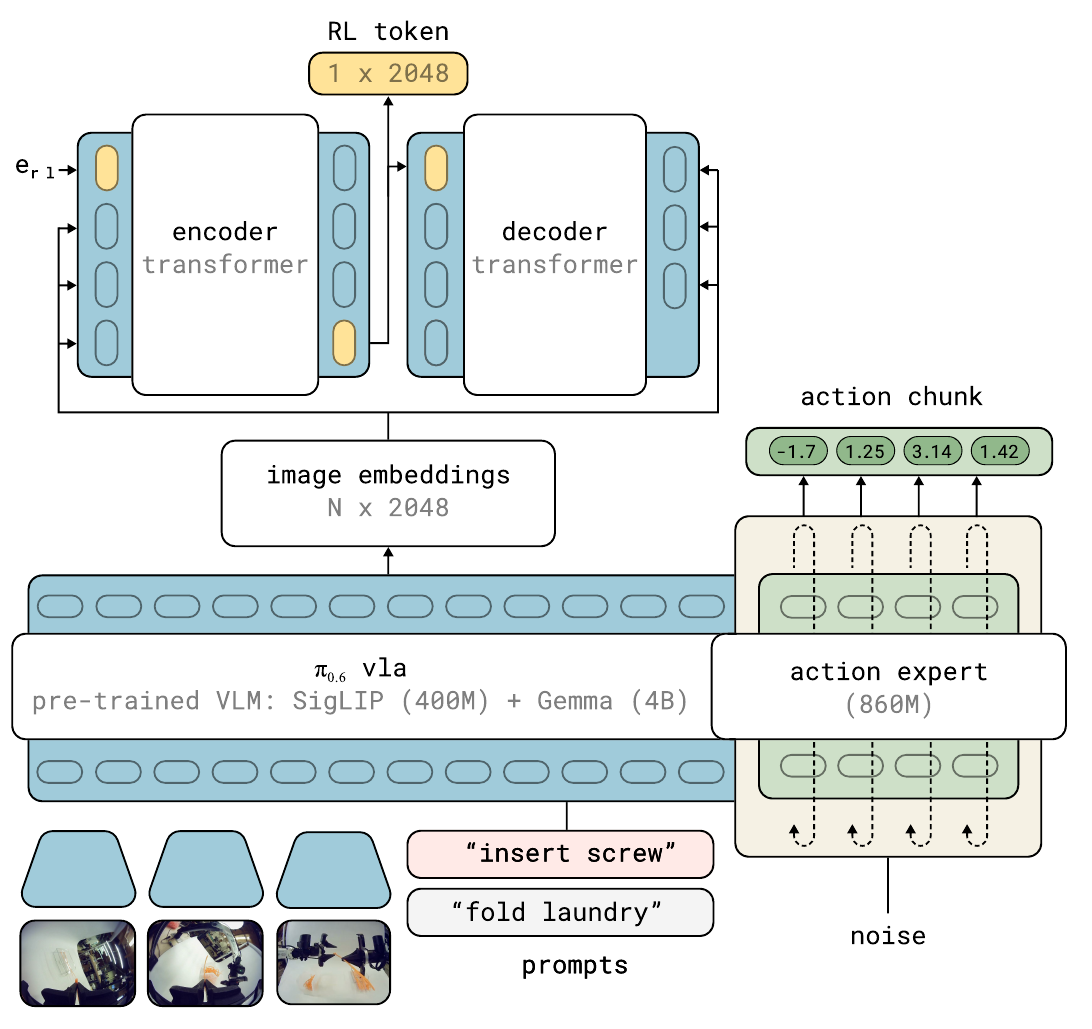 RL token
1 x 2048
e_rl
encoder
transformer
decoder
transformer
image embeddings
N x 2048
action chunk
-1.7 1.25 3.14 1.42
π0.6 vla
pre-trained VLM: SigLIP (400M) + Gemma (4B)
action expert
(860M)
“insert screw”
“fold laundry”
prompts
noise